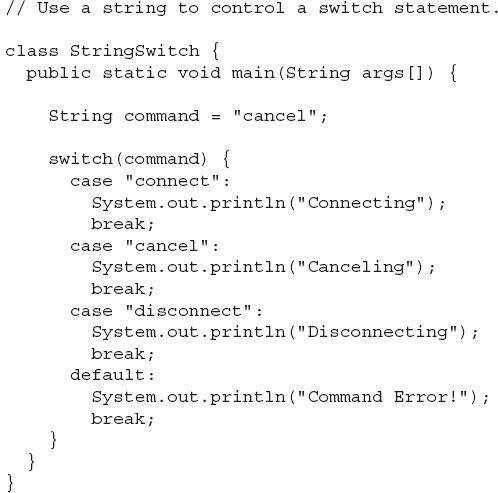 // Use a string to control a switch statement.

class StringSwitch {
  public static void main(String args[]) {

    String command = "cancel";

    switch(command) {
      case "connect":
        System.out.println("Connecting");
        break;
      case "cancel":
        System.out.println("Canceling");
        break;
      case "disconnect":
        System.out.println("Disconnecting");
        break;
      default:
        System.out.println("Command Error!");
        break;
    }
  }
}